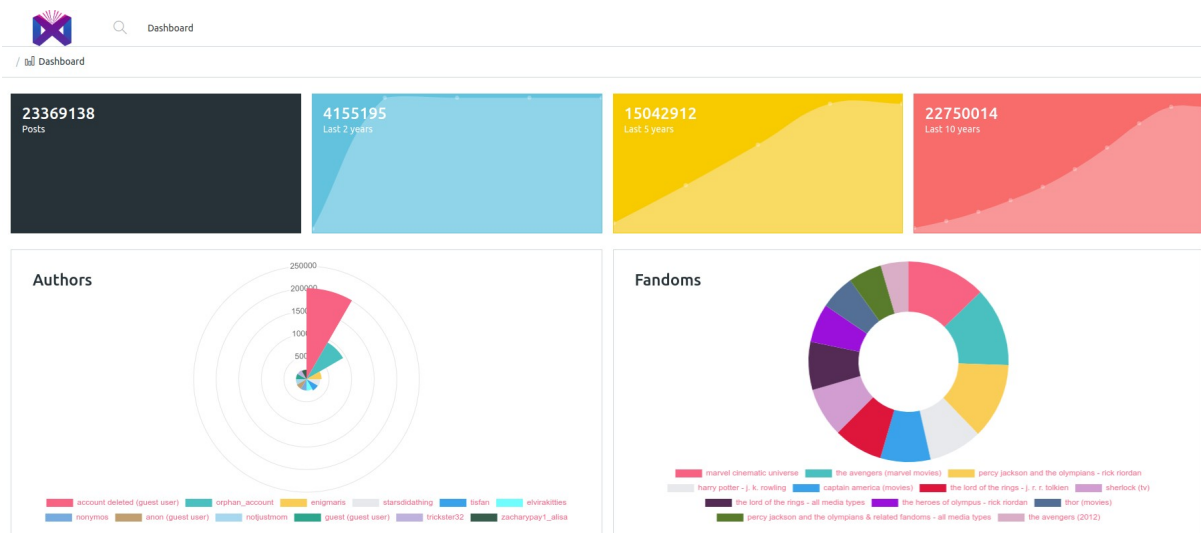 Dashboard
/ Dashboard
23369138
Posts
4155195
Last 2 years
15042912
Last 5 years
22750014
Last 10 years
Authors
250000
200000
account deleted (guest user) orphan_account enigmaris starsdidathing tisfan elvirakitties
nonymos anon (guest user) notjustmom guest (guest user) trickster32 zacharypay1_alisa
Fandoms
marvel cinematic universe the avengers (marvel movies) percy jackson and the olympians - rick riordan
harry potter - j. k. rowling captain america (movies) the lord of the rings - j. r. r. tolkien sherlock (tv)
the lord of the rings - all media types the heroes of olympus - rick riordan thor (movies)
percy jackson and the olympians & related fandoms - all media types the avengers (2012)